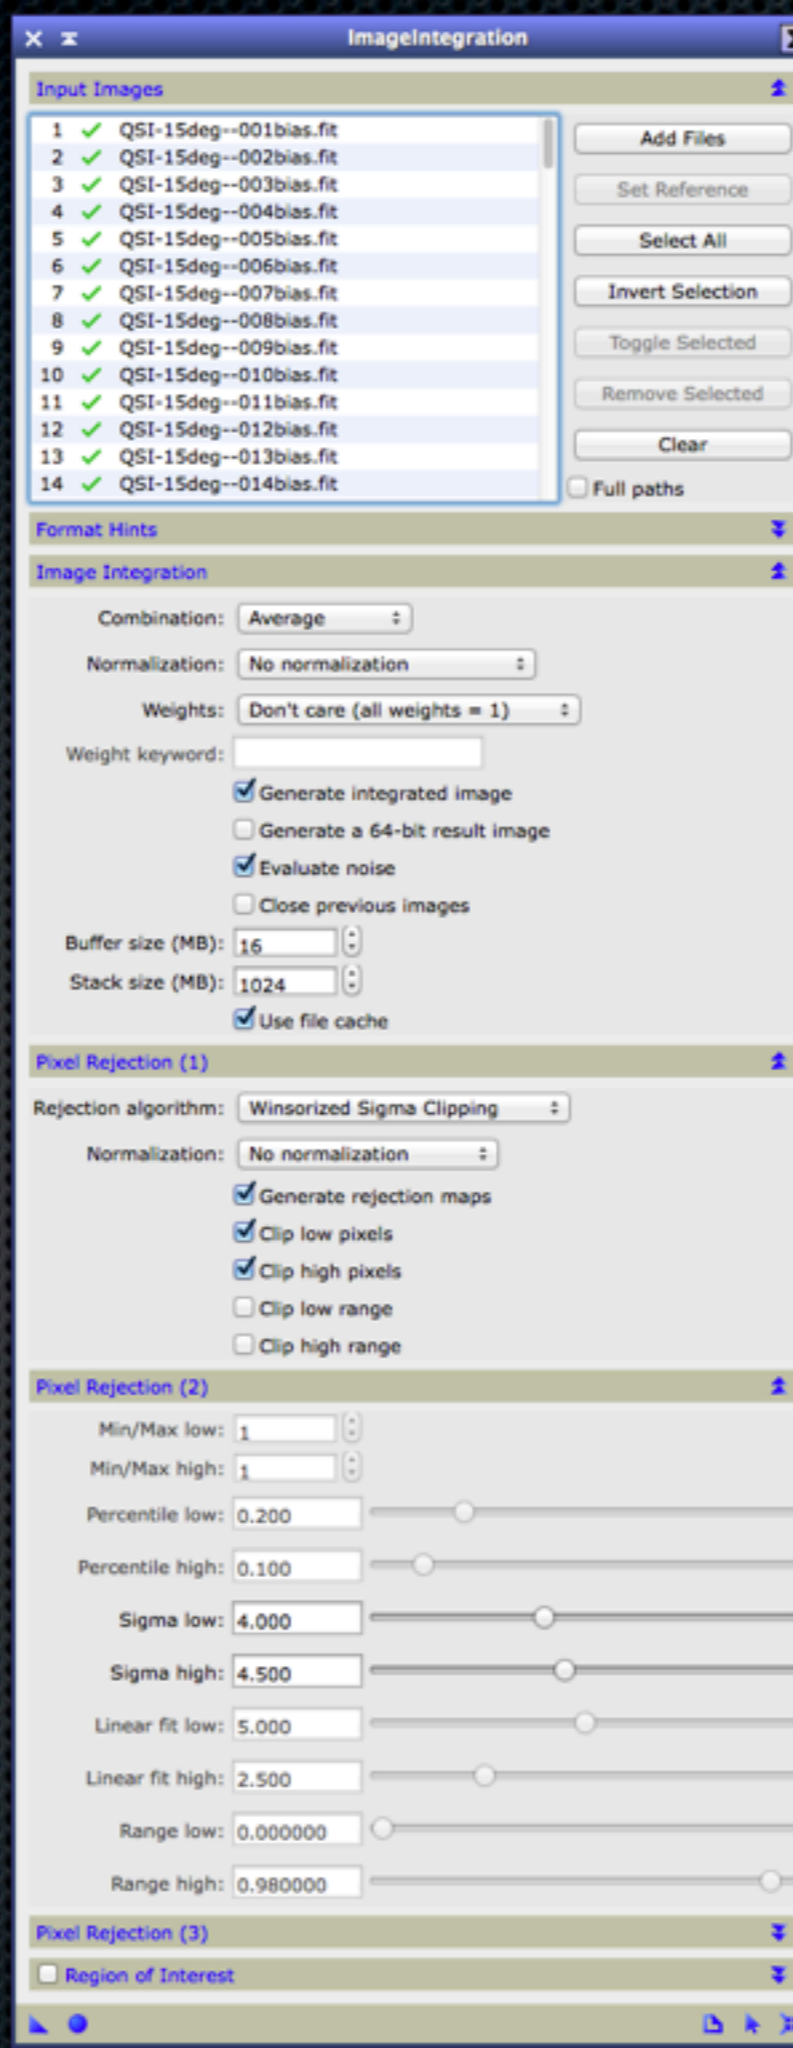 ImageIntegration
Input Images
1 QSI-15deg--001bias.fit
2 QSI-15deg--002bias.fit
3 QSI-15deg--003bias.fit
4 QSI-15deg--004bias.fit
5 QSI-15deg--005bias.fit
6 QSI-15deg--006bias.fit
7 QSI-15deg--007bias.fit
8 QSI-15deg--008bias.fit
9 QSI-15deg--009bias.fit
10 QSI-15deg--010bias.fit
11 QSI-15deg--011bias.fit
12 QSI-15deg--012bias.fit
13 QSI-15deg--013bias.fit
14 QSI-15deg--014bias.fit
Add Files
Set Reference
Select All
Invert Selection
Toggle Selected
Remove Selected
Clear
Full paths
Format Hints
Image Integration
Combination: Average
Normalization: No normalization
Weights: Don't care (all weights = 1)
Weight keyword:
Generate integrated image
Generate a 64-bit result image
Evaluate noise
Close previous images
Buffer size (MB): 16
Stack size (MB): 1024
Use file cache
Pixel Rejection (1)
Rejection algorithm: Winsorized Sigma Clipping
Normalization: No normalization
Generate rejection maps
Clip low pixels
Clip high pixels
Clip low range
Clip high range
Pixel Rejection (2)
Min/Max low: 1
Min/Max high: 1
Percentile low: 0.200
Percentile high: 0.100
Sigma low: 4.000
Sigma high: 4.500
Linear fit low: 5.000
Linear fit high: 2.500
Range low: 0.000000
Range high: 0.980000
Pixel Rejection (3)
Region of Interest